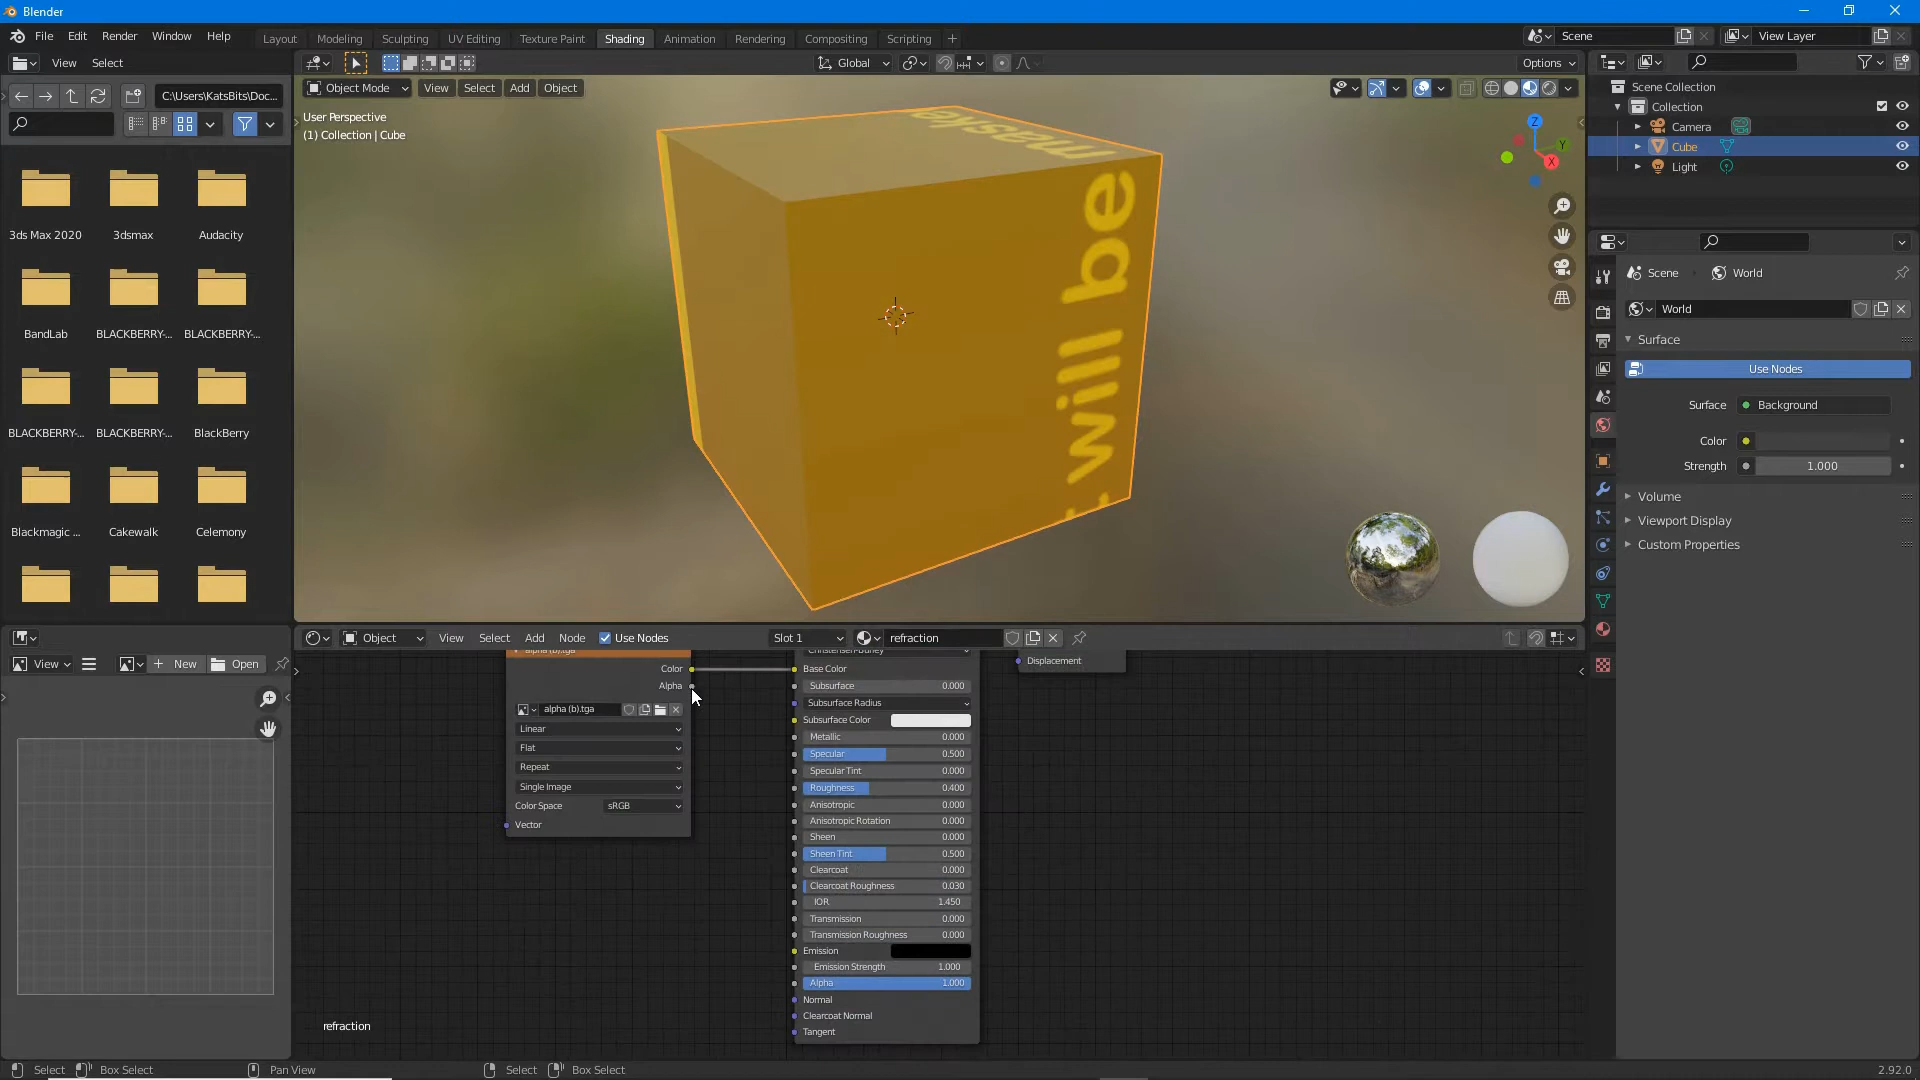 Blender
File Edit Render Window Help
Layout Modeling Sculpting UV Editing Texture Paint Shading Animation Rendering Compositing Scripting
Scene
View Layer
View Select
Global
Options
C:\Users\KatsBits\Doc...
Object Mode View Select Add Object
User Perspective
(1) Collection | Cube
maske
will be
Z
Y
X
3ds Max 2020
3dsmax
Audacity
BandLab
BLACKBERRY-...
BLACKBERRY-...
BLACKBERRY-...
BLACKBERRY-...
BlackBerry
Blackmagic ...
Cakewalk
Celemony
Scene Collection
Collection
Camera
Cube
Light
Scene
World
World
Surface
Use Nodes
Surface
Background
Color
Strength
1.000
Volume
Viewport Display
Custom Properties
View
New
Open
Object View Select Add Node Use Nodes
Slot 1
refraction
alpha (b).tga
Color
Alpha
alpha (b).tga
Linear
Flat
Repeat
Single Image
Color Space sRGB
Vector
Christensen-Burley
Base Color
Subsurface 0.000
Subsurface Radius
Subsurface Color
Metallic 0.000
Specular 0.500
Specular Tint 0.000
Roughness 0.400
Anisotropic 0.000
Anisotropic Rotation 0.000
Sheen 0.000
Sheen Tint 0.500
Clearcoat 0.000
Clearcoat Roughness 0.030
IOR 1.450
Transmission 0.000
Transmission Roughness 0.000
Emission
Emission Strength 1.000
Alpha 1.000
Normal
Clearcoat Normal
Tangent
Displacement
refraction
Select Box Select Pan View Select Box Select
2.92.0